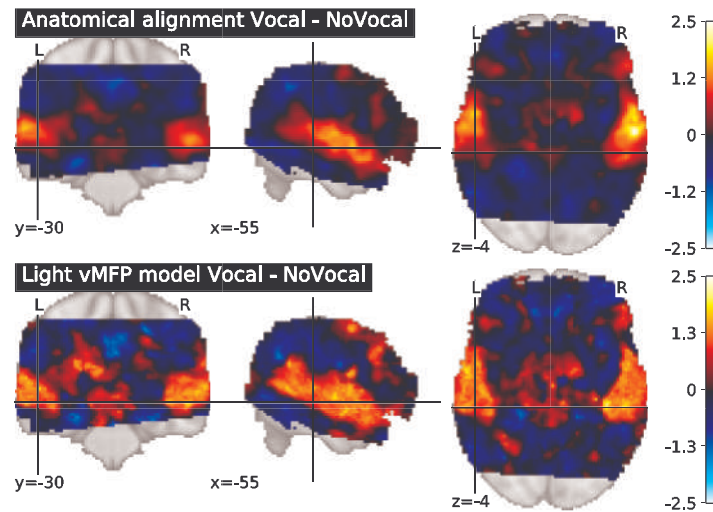 Anatomical alignment Vocal - NoVocal
L R R
y=-30 x=-55 z=-4
2.5
1.2
0
-1.2
-2.5
Light vMFP model Vocal - NoVocal
L R R
y=-30 x=-55 z=-4
2.5
1.3
0
-1.3
-2.5